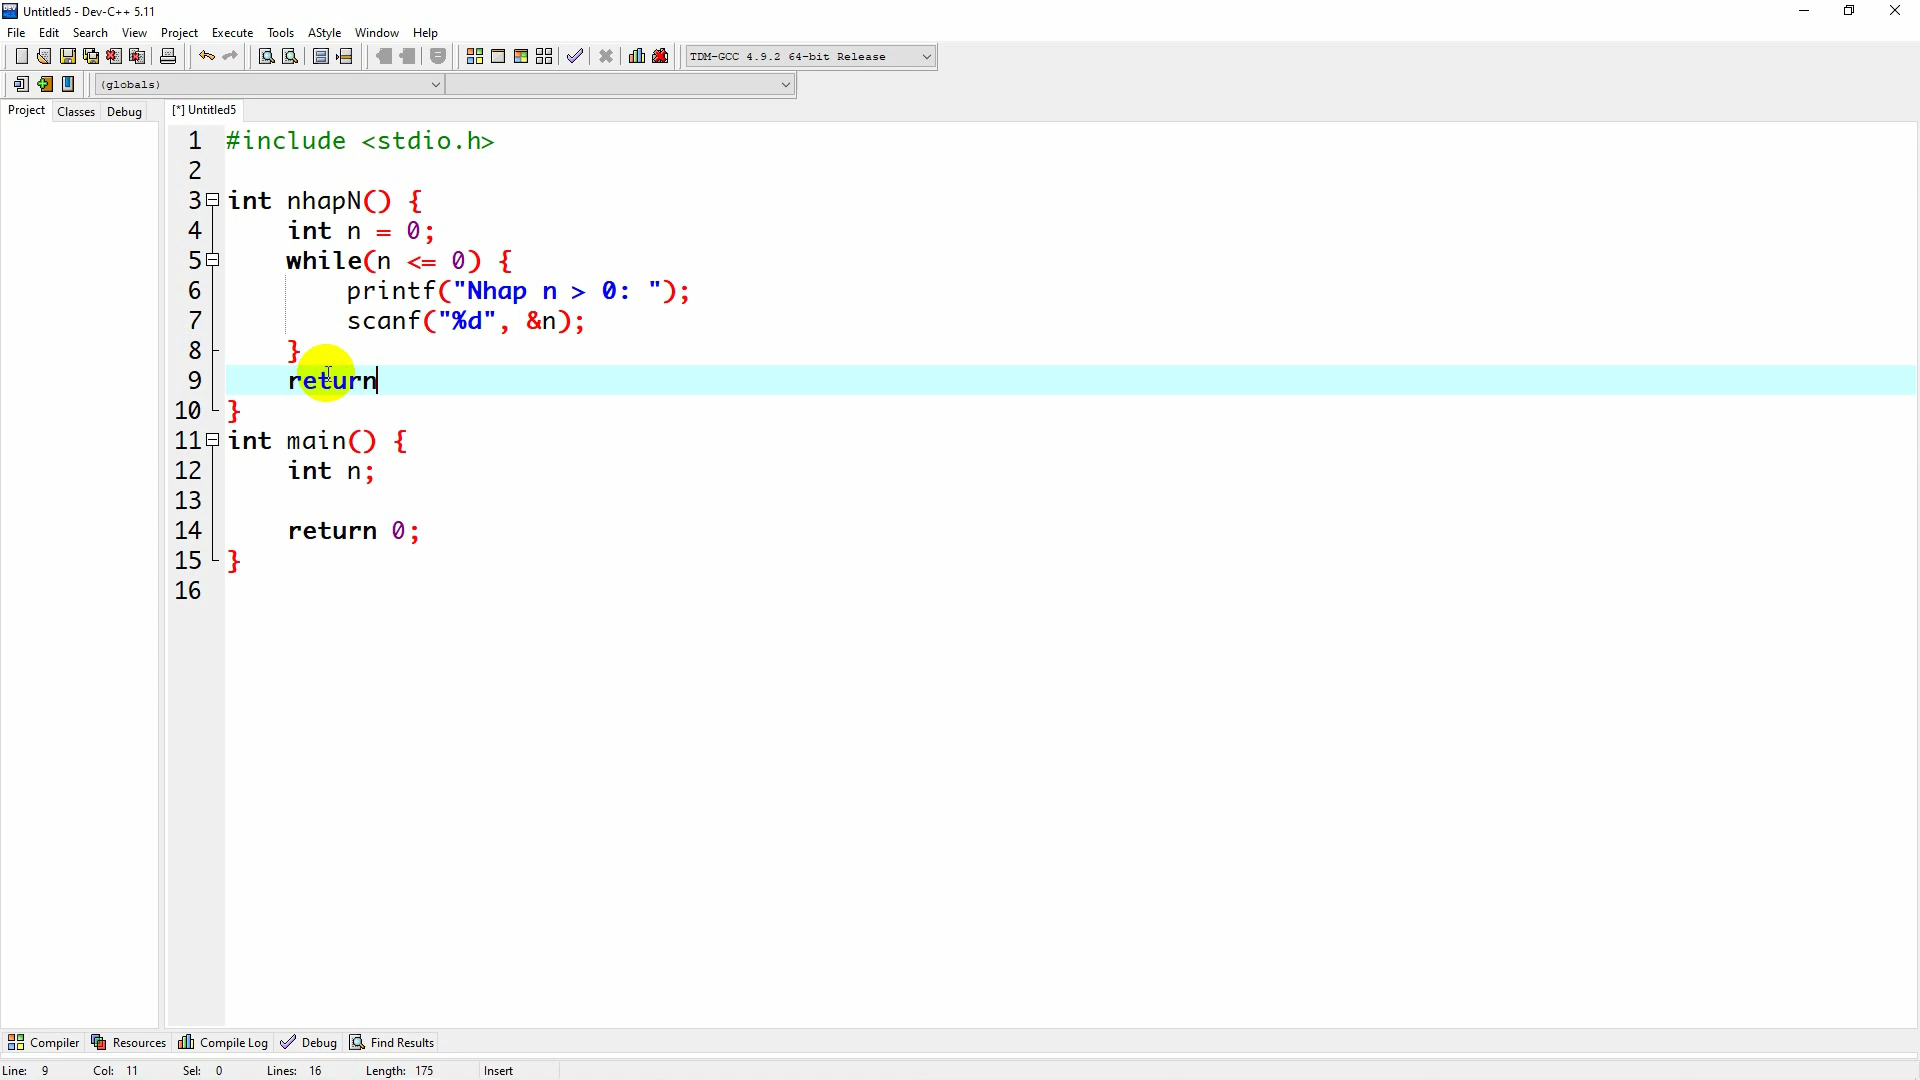 Untitled5 - Dev-C++ 5.11
File Edit Search View Project Execute Tools AStyle Window Help
TDM-GCC 4.9.2 64-bit Release
(globals)
Project Classes Debug [*] Untitled5
1 #include <stdio.h>
2
3 int nhapN() {
4 int n = 0;
5 while(n <= 0) {
6 printf("Nhap n > 0: ");
7 scanf("%d", &n);
8 }
9 return
10 }
11 int main() {
12 int n;
13
14 return 0;
15 }
16
Compiler Resources Compile Log Debug Find Results
Line: 9 Col: 11 Sel: 0 Lines: 16 Length: 175 Insert